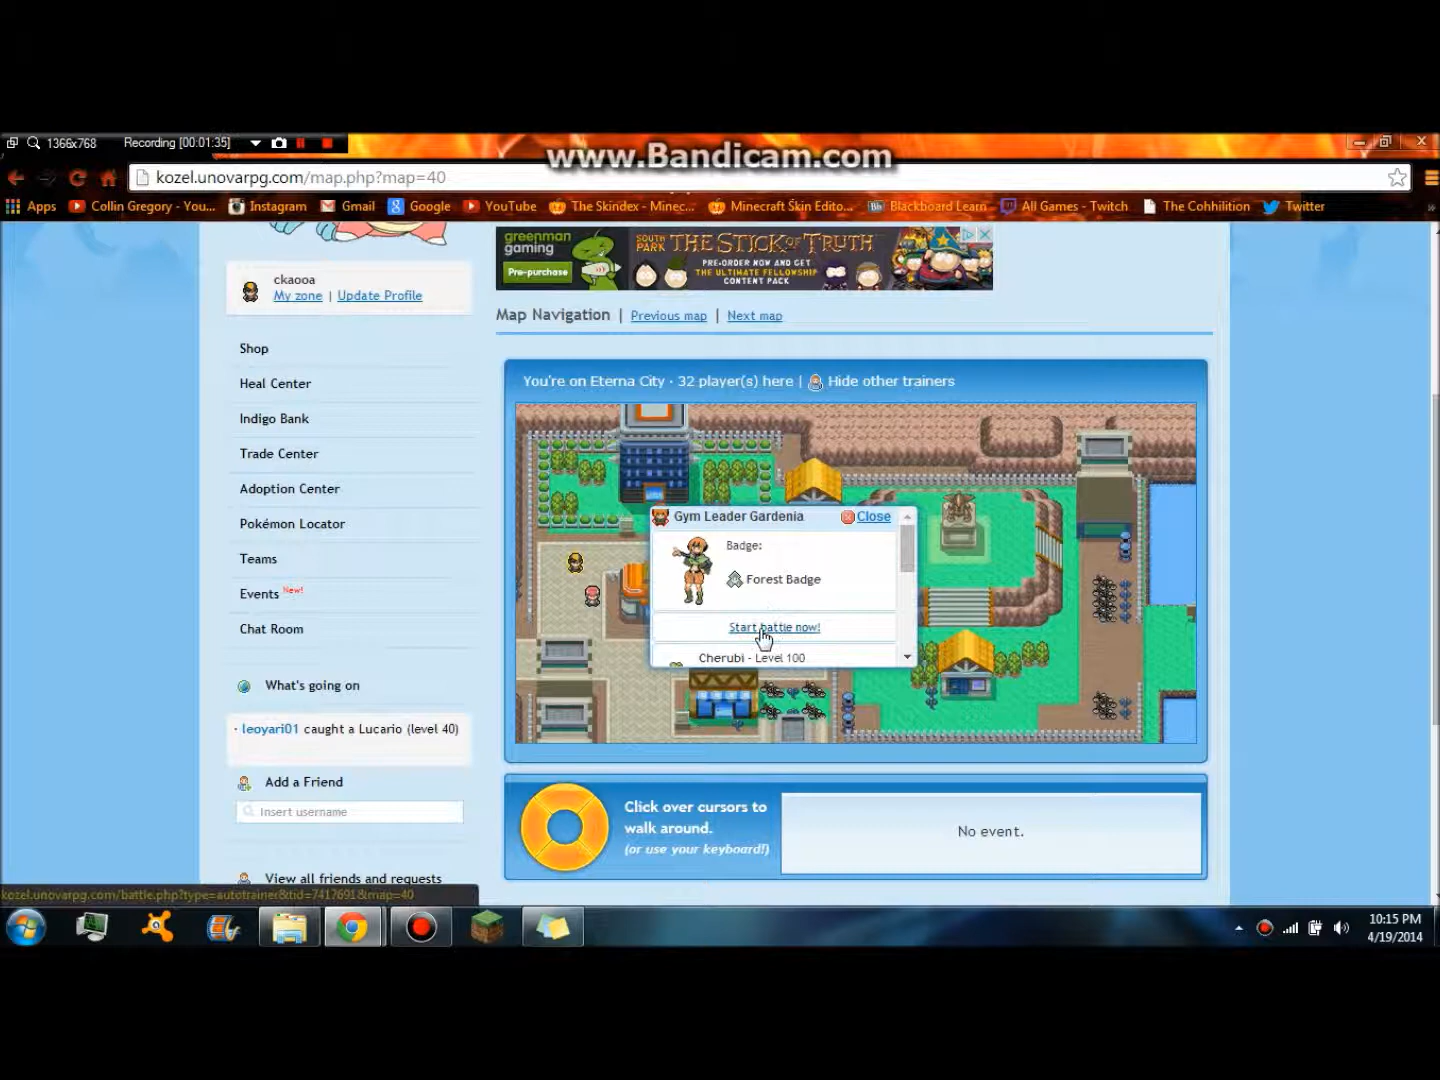 1366x768 Recording [00:01:35]
www.Bandicam.com
kozel.unovarpg.com/map.php?map=40
Apps Collin Gregory - You... Instagram Gmail Google YouTube The Skindex - Minec... Minecraft Skin Edito... Blackboard Learn All Games - Twitch The Cohhilition Twitter
greenman gaming
Pre-purchase
SOUTH PARK THE STICK OF TRUTH
PRE-ORDER NOW AND GET
THE ULTIMATE FELLOWSHIP
CONTENT PACK
ckaooa
My zone | Update Profile
Map Navigation | Previous map | Next map
Shop
Heal Center
Indigo Bank
Trade Center
Adoption Center
Pokémon Locator
Teams
Events New!
Chat Room
You're on Eterna City · 32 player(s) here | Hide other trainers
Gym Leader Gardenia Close
Badge:
Forest Badge
Start battle now!
Cherubi - Level 100
What's going on
· leoyari01 caught a Lucario (level 40)
Add a Friend
Insert username
View all friends and requests
Click over cursors to
walk around.
(or use your keyboard!)
No event.
kozel.unovarpg.com/battle.php?type=autotrainer&tid=7417691&map=40
10:15 PM
4/19/2014